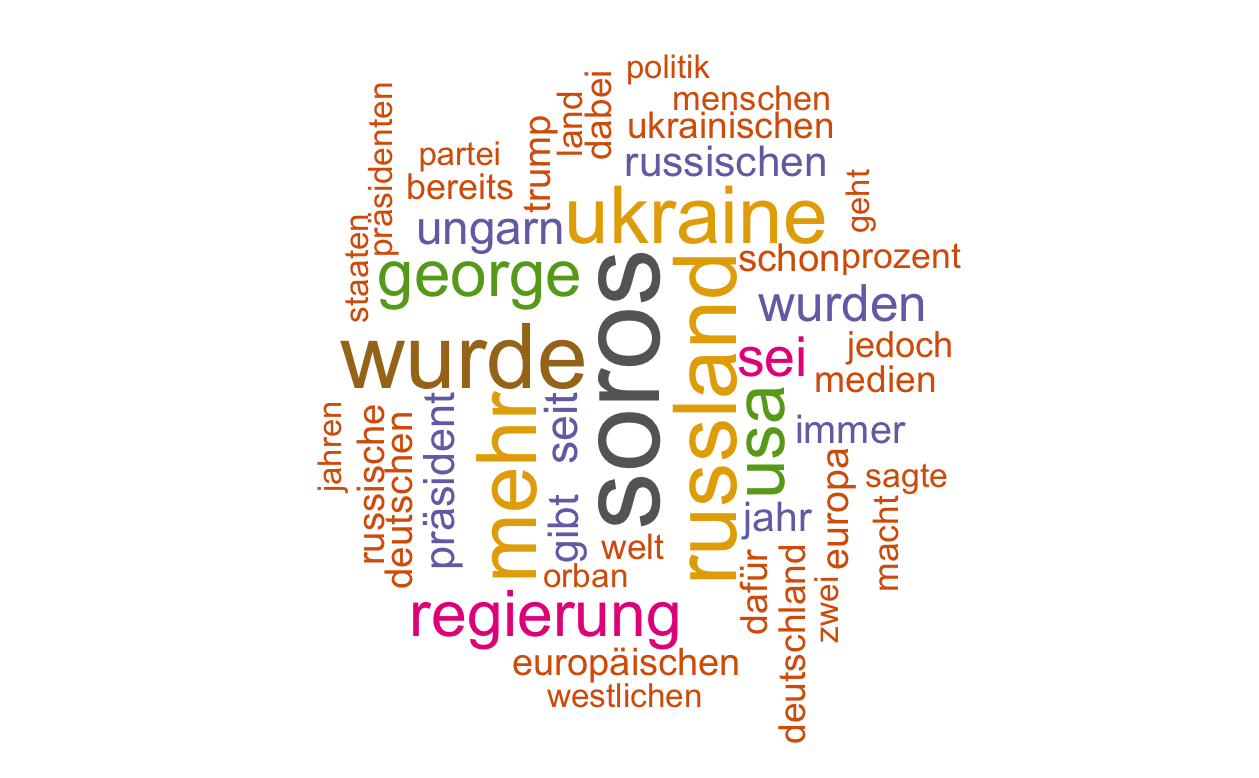 politik
menschen
ukrainischen
russischen
präsidenten
partei
bereits
trump
land
dabei
geht
ungarn
ukraine
staaten
george
schon
prozent
soros
russland
wurden
wurde
sei
jedoch
medien
usa
immer
jahren
russische
deutschen
präsident
mehr
seit
gibt
europa
sagte
macht
jahr
welt
orban
dafür
deutschland
zwei
regierung
europäischen
westlichen